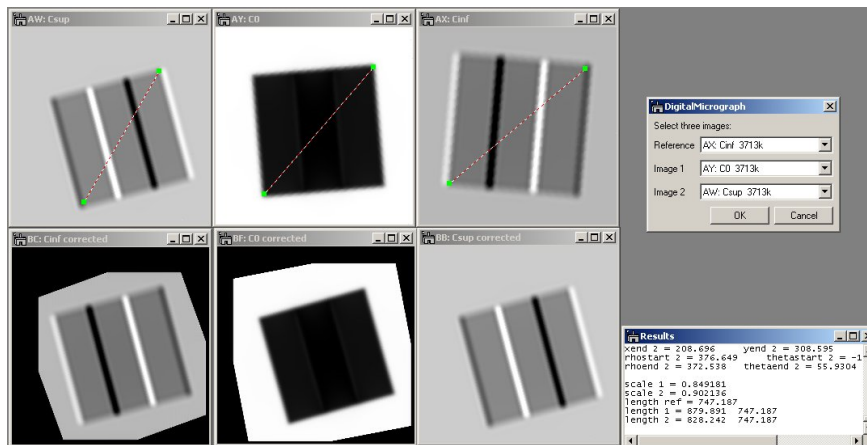 AW: Csup
AY: C0
AX: Cinf
BC: Cinf corrected
BF: C0 corrected
BB: Csup corrected
DigitalMicrograph
Select three images:
Reference AX: Cinf 3713k
Image 1 AY: C0 3713k
Image 2 AW: Csup 3713k
OK Cancel
Results
xend 2 = 208.696 yend 2 = 308.595
rhostart 2 = 376.649 thetastart 2 = -1
rhoend 2 = 372.538 thetaend 2 = 55.9304
scale 1 = 0.849181
scale 2 = 0.902136
length ref = 747.187
length 1 = 879.891 747.187
length 2 = 828.242 747.187